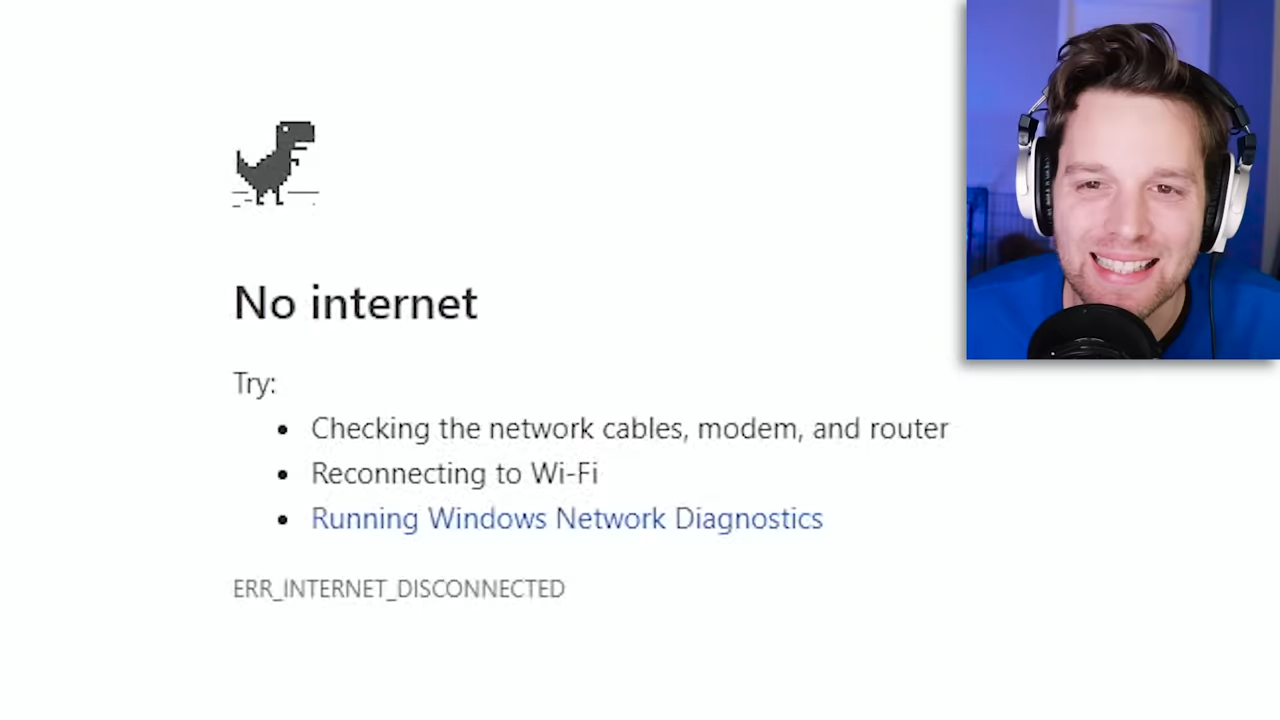 No internet
Try:
Checking the network cables, modem, and router
Reconnecting to Wi-Fi
Running Windows Network Diagnostics
ERR_INTERNET_DISCONNECTED